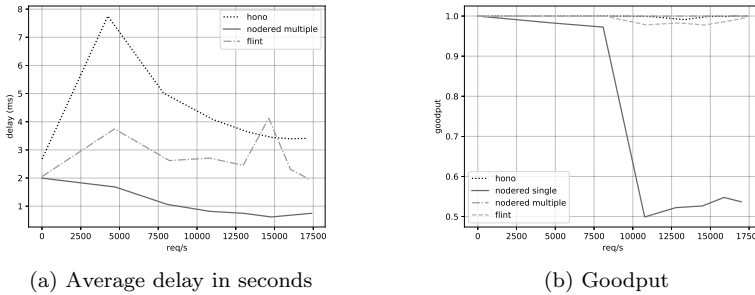 8
7
6
5
4
3
2
1
delay (ms)
0
2500
5000
7500
10000
12500
15000
17500
req/s
hono
nodered multiple
flint
(a) Average delay in seconds
1.0
0.9
0.8
0.7
0.6
0.5
goodput
0
2500
5000
7500
10000
12500
15000
17500
req/s
hono
nodered single
nodered multiple
flint
(b) Goodput